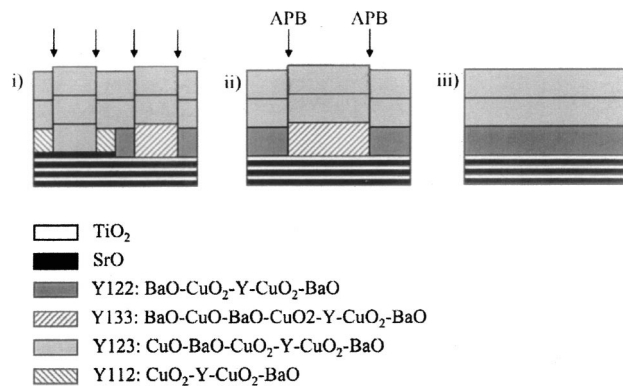 APB APB
i) ii) iii)
TiO₂
SrO
Y122: BaO-CuO₂-Y-CuO₂-BaO
Y133: BaO-CuO-BaO-CuO2-Y-CuO₂-BaO
Y123: CuO-BaO-CuO₂-Y-CuO₂-BaO
Y112: CuO₂-Y-CuO₂-BaO